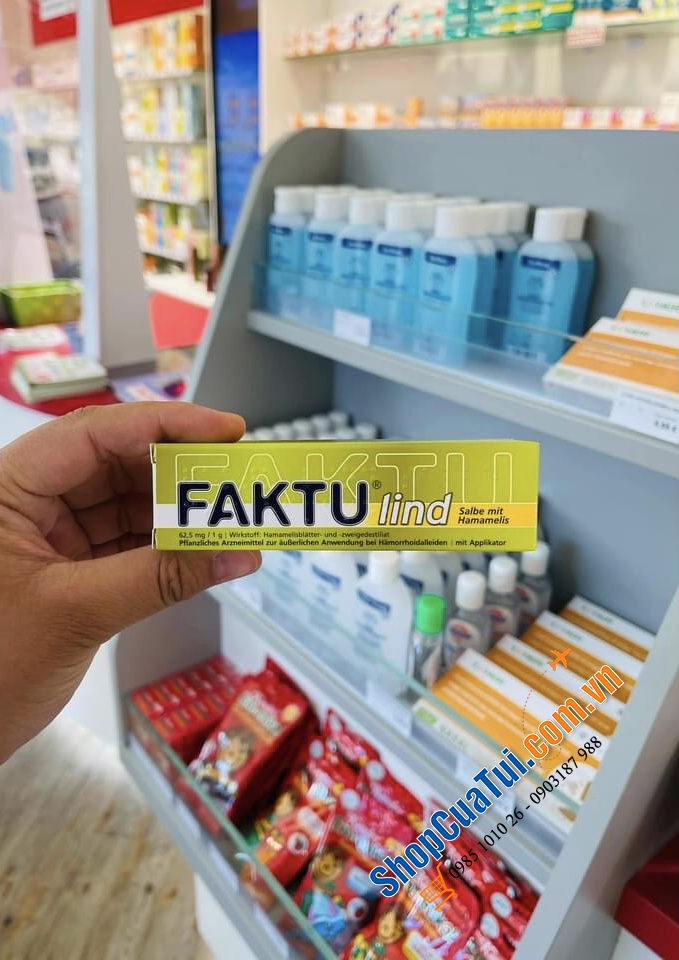 FAKTU
FAKTU® lind
Salbe mit
Hamamelis
62,5 mg / 1 g | Wirkstoff: Hamamelisblätter- und -zweigedestillat
Pflanzliches Arzneimittel zur äußerlichen Anwendung bei Hämorrhoidalleiden | mit Applikator
ShopCuaTui.com.vn
0985 1010 26 - 0903187 988